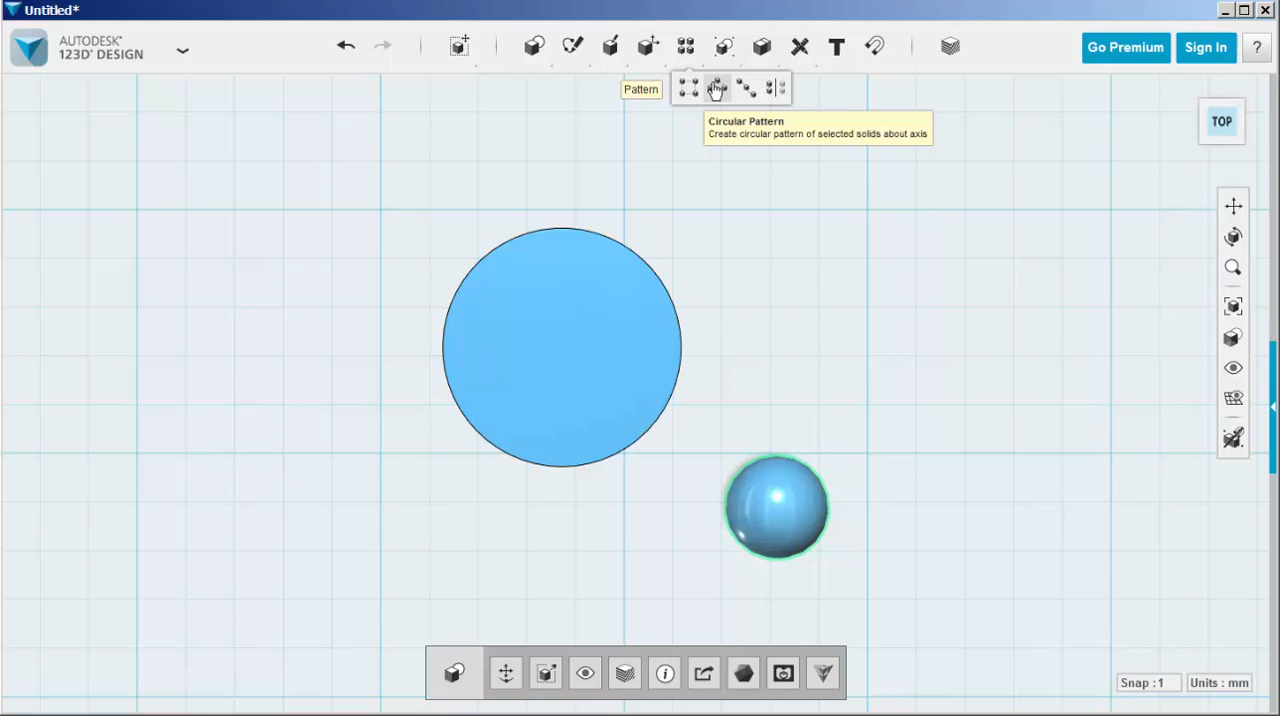 Untitled*
AUTODESK®
123D® DESIGN
T
Go Premium
Sign In
?
Pattern
Circular Pattern
Create circular pattern of selected solids about axis
TOP
Snap : 1
Units : mm